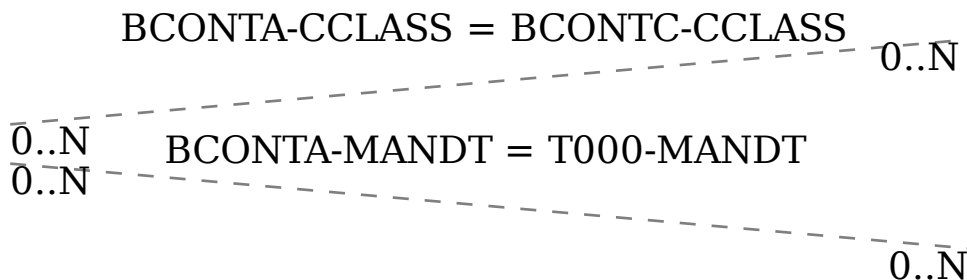 BCONTA-CCLASS = BCONTC-CCLASS
0..N
0..N
BCONTA-MANDT = T000-MANDT
0..N
0..N